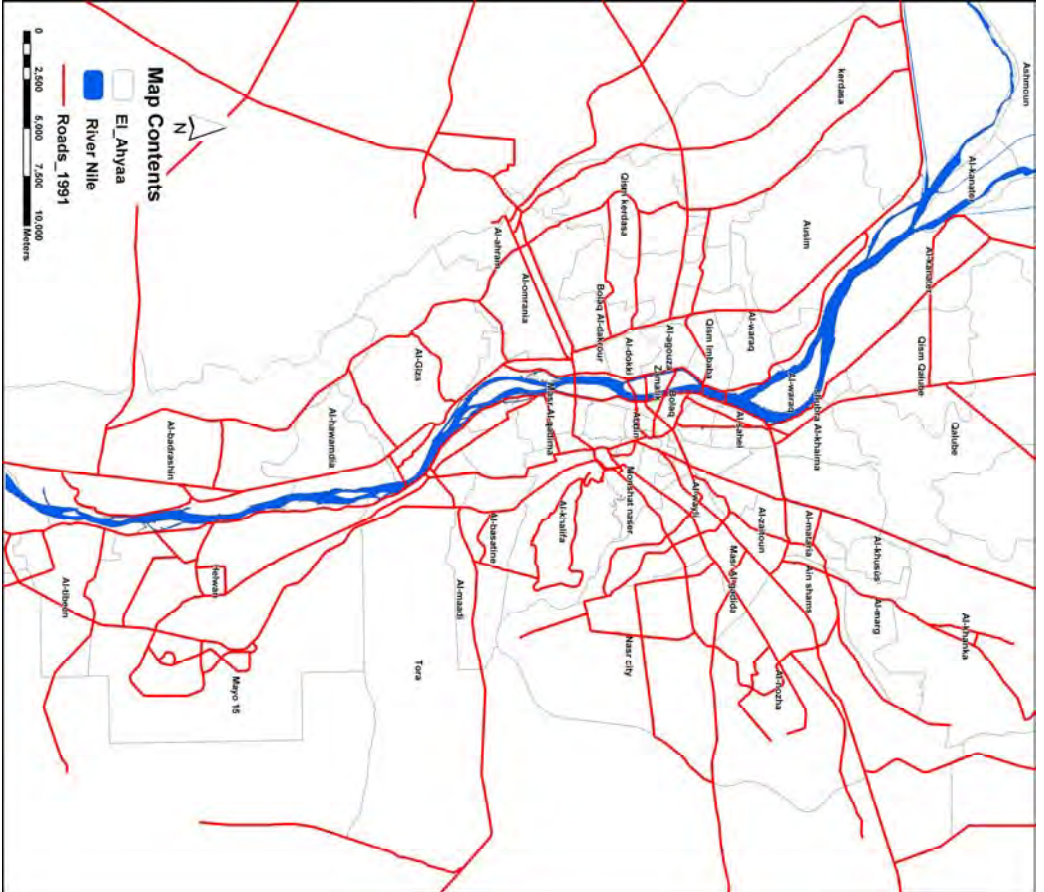 Ashmoun
Al-kanater
Al-khanka
Qalube
Al-kanater
Qism Qalube
Al-khusus
Al-marg
kerdasa
Shubra Al-khaima
Al-mataria
Ain shams
Ausim
Al-waraq
Al-nozha
Al-zaitoun
Al-waraq
Al-sahel
Masr Al-gadida
Qism Imbaba
Al-wayli
Bolaq
Al-agouza
Zamalik
Abdin
Al-dokki
Monshat naser
Nasr city
Qism kerdasa
Bolaq Al-dakrour
Al-khalifa
Masr Al-qadima
Al-omrania
Al-ahram
Al-basatine
Al-maadi
Al-Giza
Tora
Al-hawamdia
Mayo 15
helwan
Al-badrashin
Al-tibeen
N
Map Contents
El_Ahyaa
River Nile
Roads_1991
0 2,500 5,000 7,500 10,000 Meters